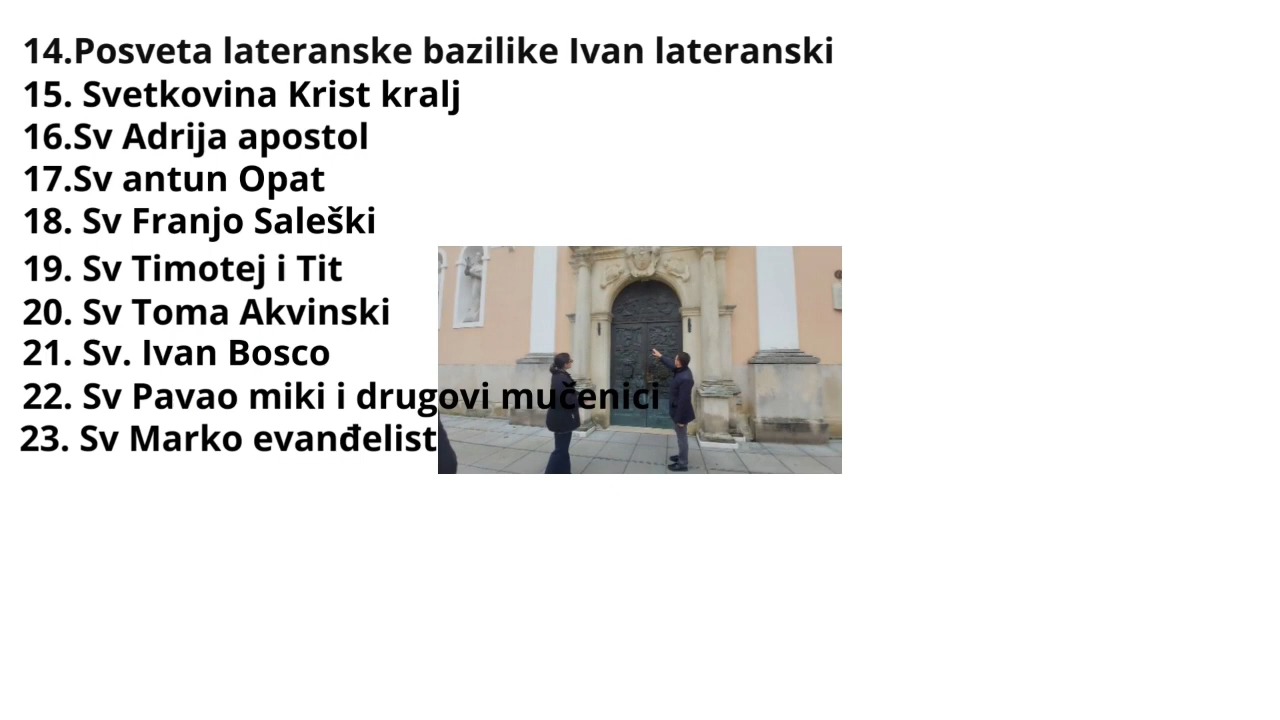 14.Posveta lateranske bazilike Ivan lateranski
15. Svetkovina Krist kralj
16.Sv Adrija apostol
17.Sv antun Opat
18. Sv Franjo Saleški
19. Sv Timotej i Tit
20. Sv Toma Akvinski
21. Sv. Ivan Bosco
22. Sv Pavao miki i drugovi mučenici
23. Sv Marko evanđelist